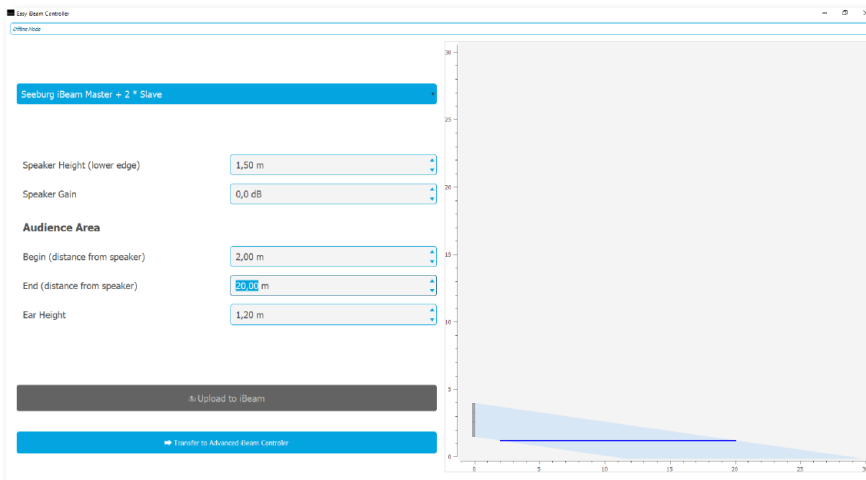 Easy iBeam Controller
Offline Mode
Seeburg iBeam Master + 2 * Slave
Speaker Height (lower edge) 1,50 m
Speaker Gain 0,0 dB
Audience Area
Begin (distance from speaker) 2,00 m
End (distance from speaker) 20,00 m
Ear Height 1,20 m
Upload to iBeam
Transfer to Advanced iBeam Controller
30
25
20
15
10
5
0
0 5 10 15 20 25 30